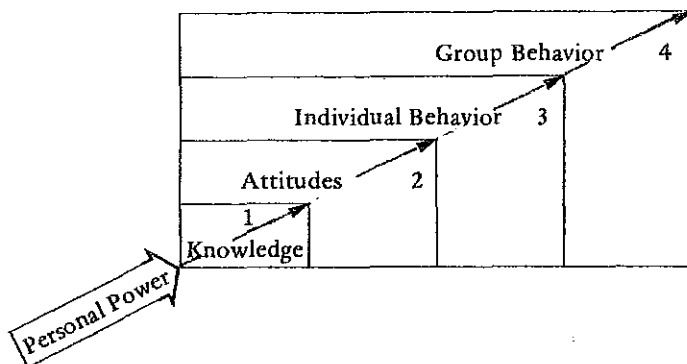 Group Behavior 4
Individual Behavior 3
Attitudes 2
1
Knowledge
Personal Power